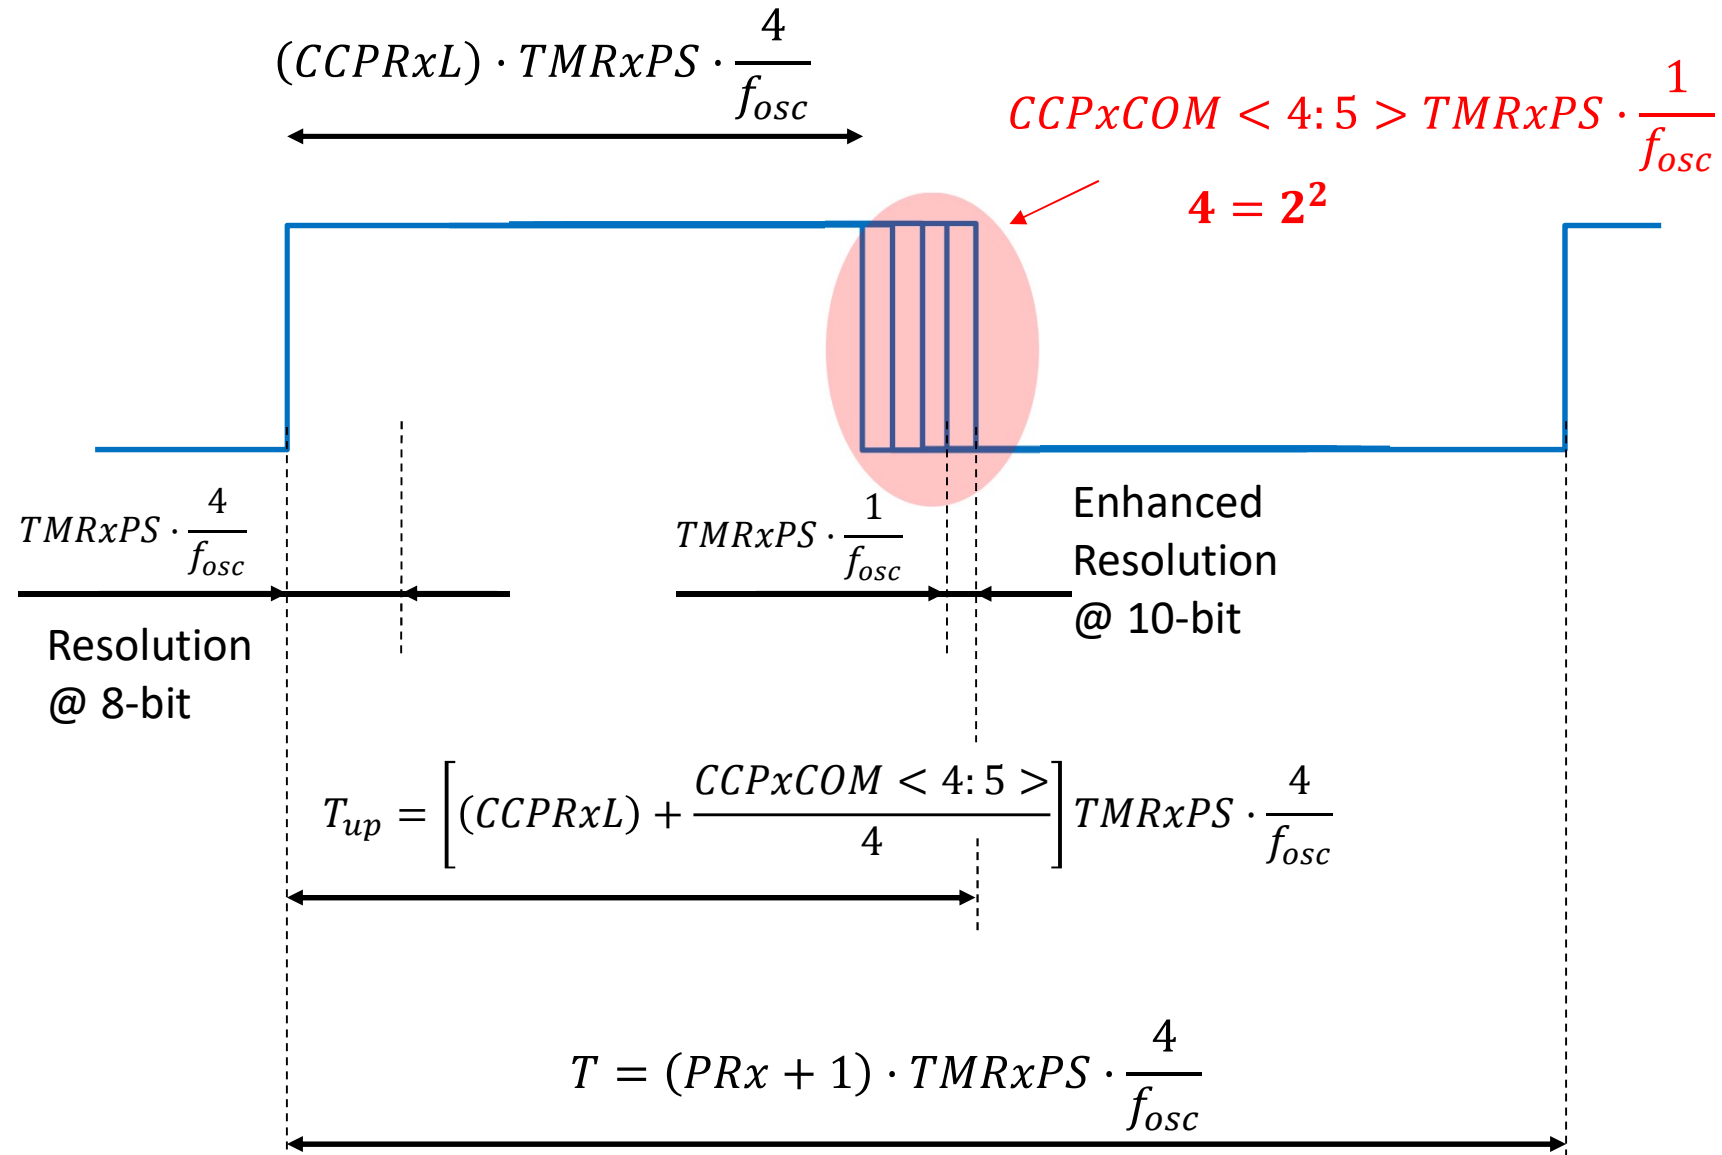 (CCPRxL) · TMRxPS · 4/f_osc
CCPxCOM < 4: 5 > TMRxPS · 1/f_osc
4 = 2²
TMRxPS · 4/f_osc
Resolution
@ 8-bit
TMRxPS · 1/f_osc
Enhanced
Resolution
@ 10-bit
T_up = [(CCPRxL) + CCPxCOM < 4: 5 >/4] TMRxPS · 4/f_osc
T = (PRx + 1) · TMRxPS · 4/f_osc